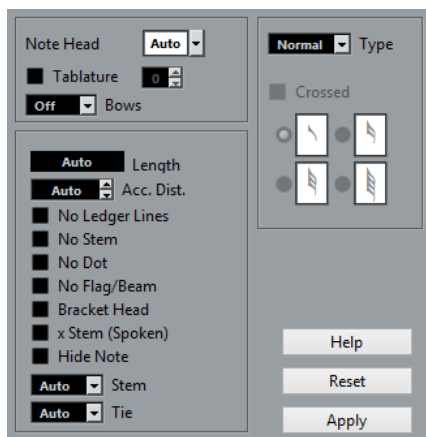 Note Head Auto
Tablature 0
Off Bows
Auto Length
Auto Acc. Dist.
No Ledger Lines
No Stem
No Dot
No Flag/Beam
Bracket Head
x Stem (Spoken)
Hide Note
Auto Stem
Auto Tie
Normal Type
Crossed
Help
Reset
Apply